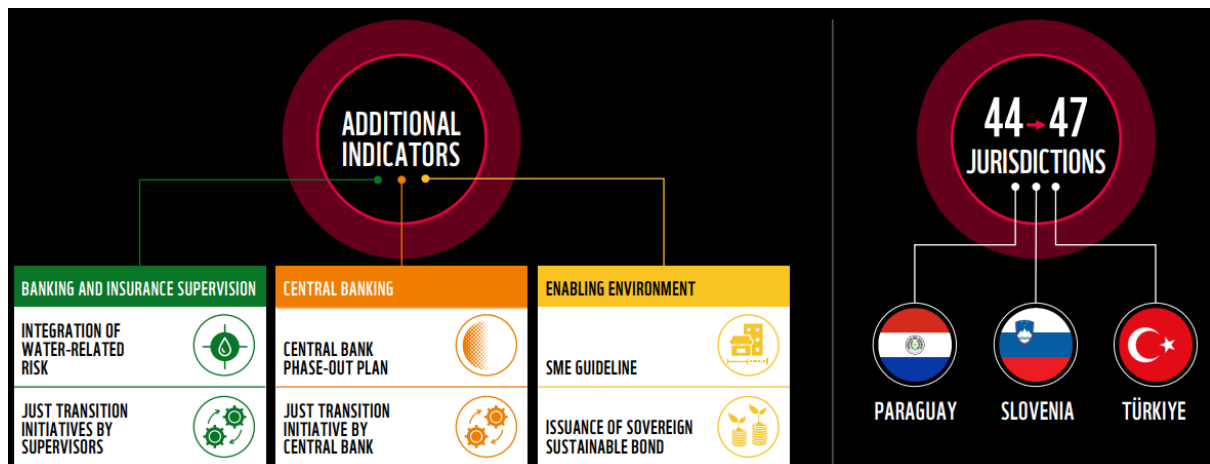 ADDITIONAL
INDICATORS
BANKING AND INSURANCE SUPERVISION
INTEGRATION OF
WATER-RELATED
RISK
JUST TRANSITION
INITIATIVES BY
SUPERVISORS
CENTRAL BANKING
CENTRAL BANK
PHASE-OUT PLAN
JUST TRANSITION
INITIATIVE BY
CENTRAL BANK
ENABLING ENVIRONMENT
SME GUIDELINE
ISSUANCE OF SOVEREIGN
SUSTAINABLE BOND
44→47
JURISDICTIONS
PARAGUAY
SLOVENIA
TÜRKİYE